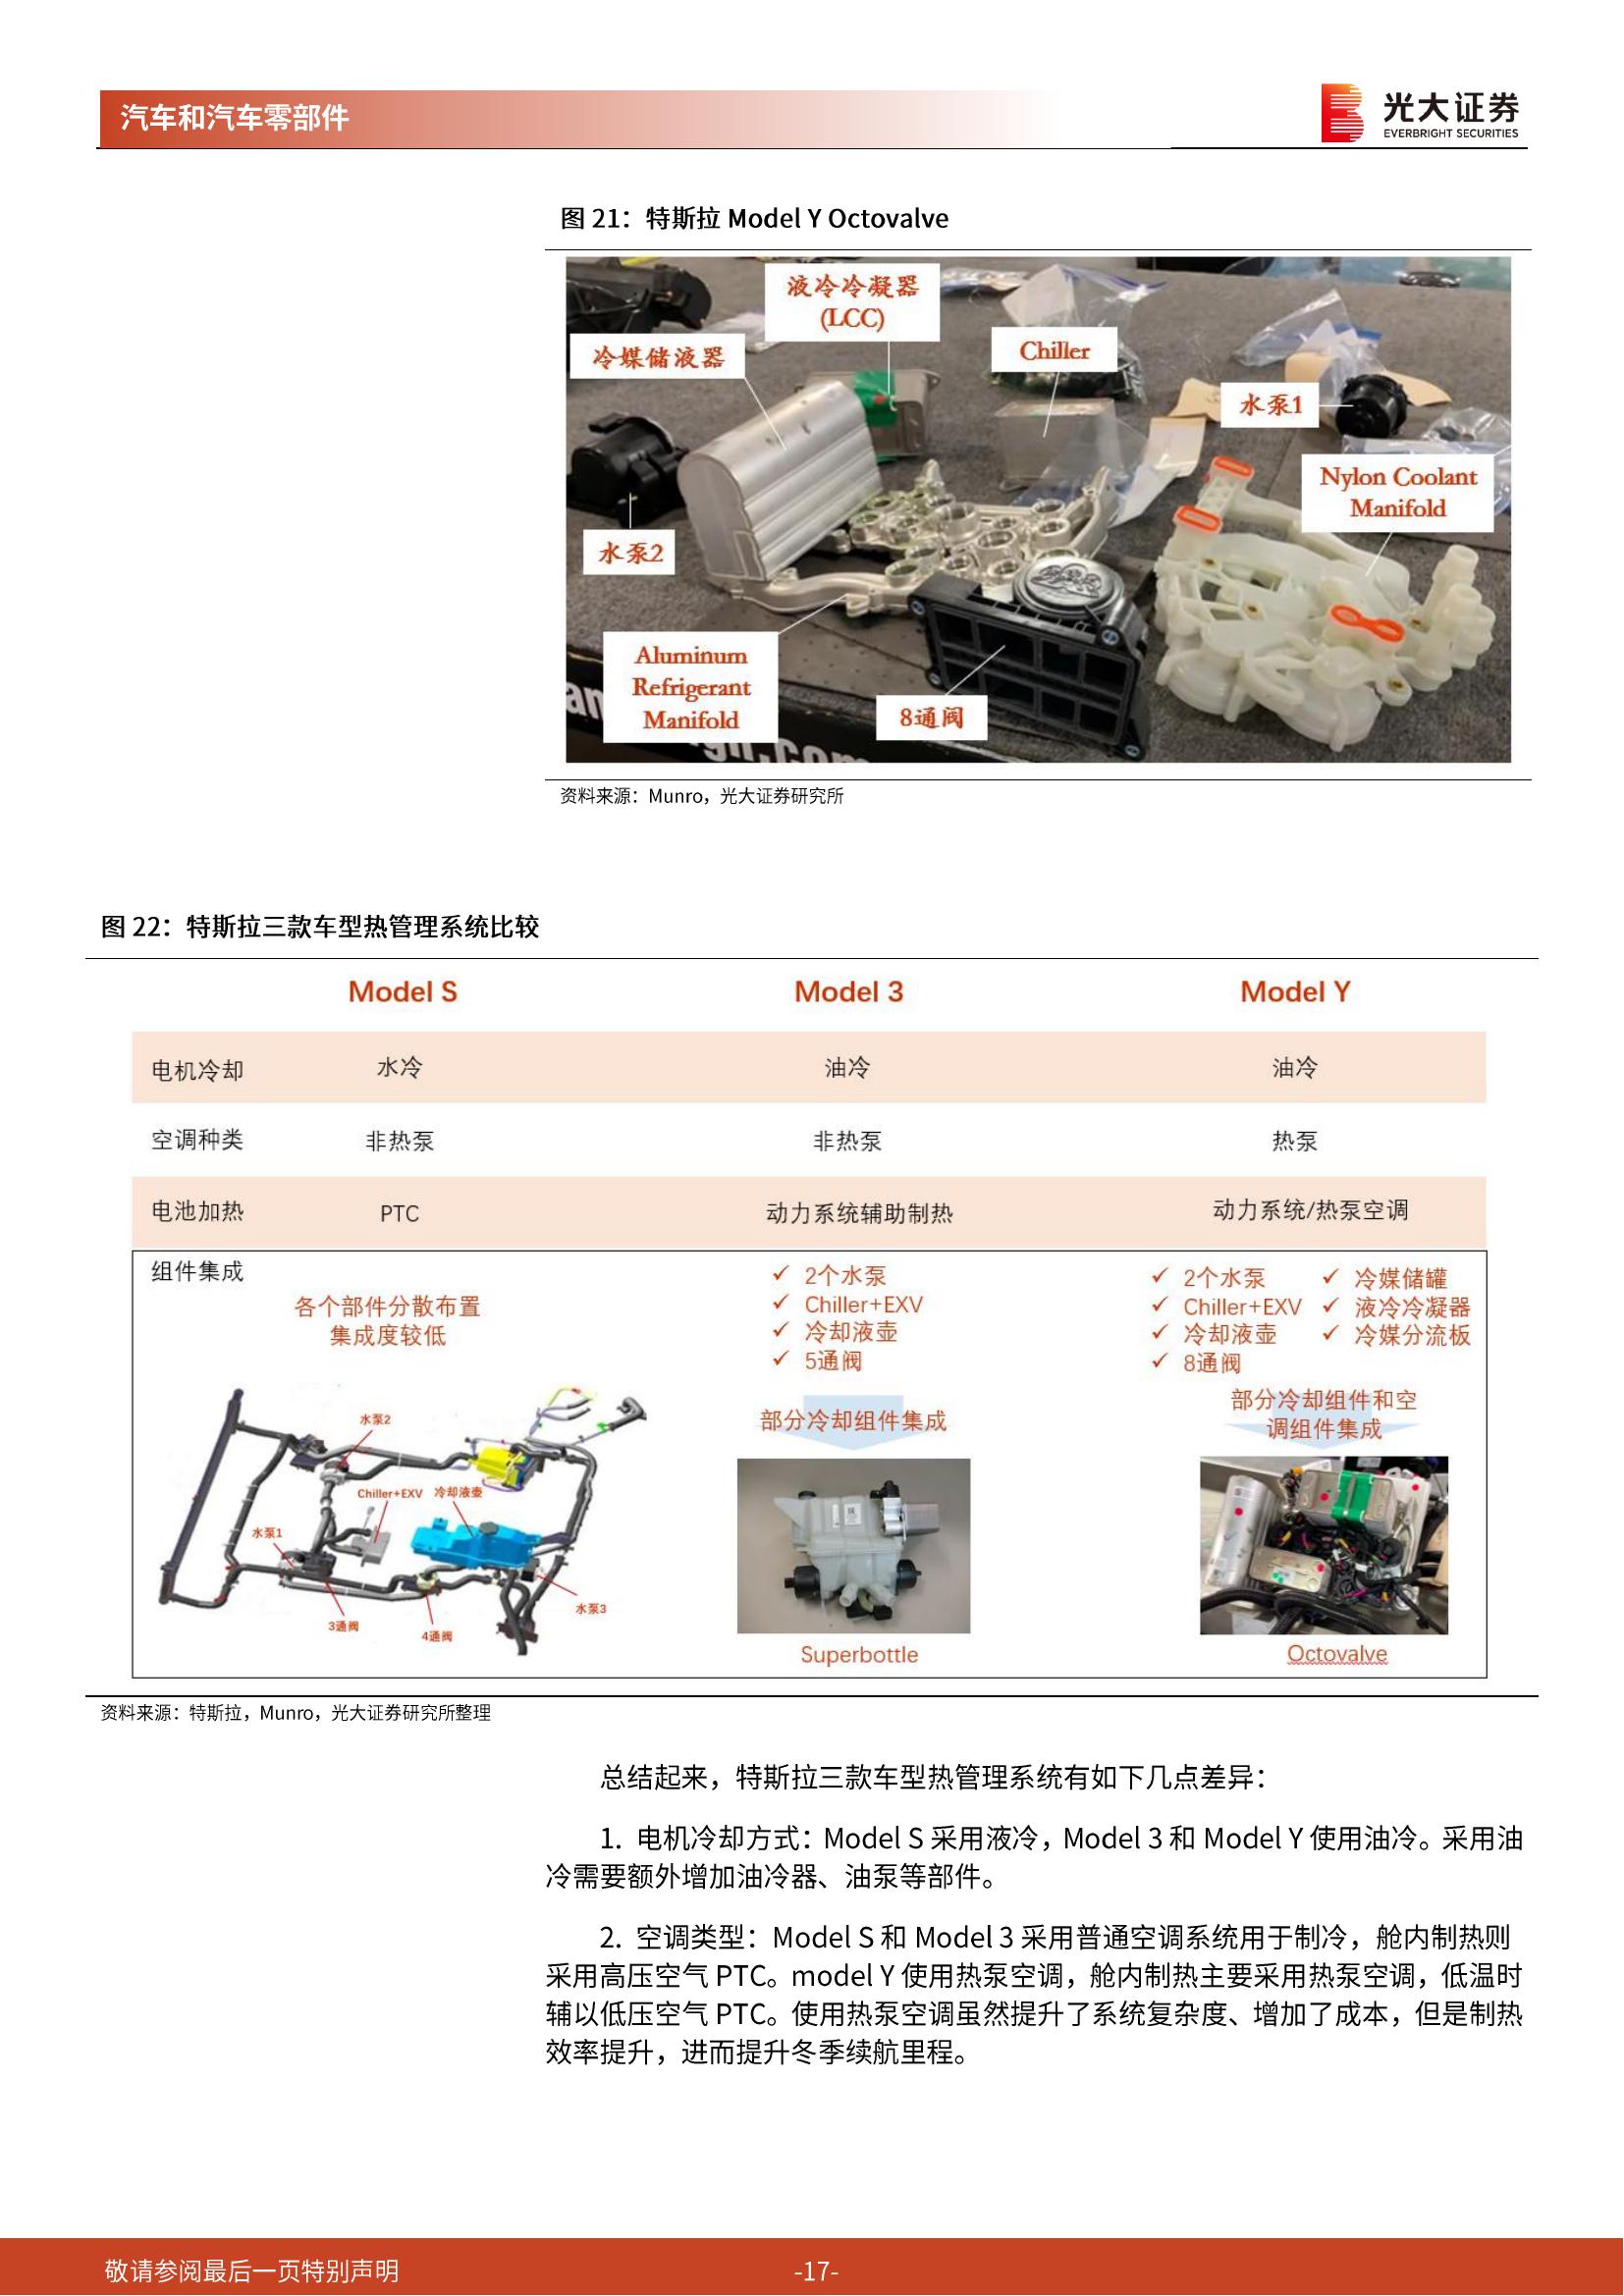 汽车和汽车零部件
光大证券
EVERBRIGHT SECURITIES
图 21：特斯拉 Model Y Octovalve
液冷冷凝器
(LCC)
冷媒储液器
Chiller
水泵1
Nylon Coolant
Manifold
水泵2
Aluminum
Refrigerant
Manifold
8通阀
资料来源：Munro，光大证券研究所
图 22：特斯拉三款车型热管理系统比较
Model S Model 3 Model Y
电机冷却 水冷 油冷 油冷
空调种类 非热泵 非热泵 热泵
电池加热 PTC 动力系统辅助制热 动力系统/热泵空调
组件集成
各个部件分散布置
集成度较低
水泵2
Chiller+EXV 冷却液壶
水泵1
水泵3
3通阀
4通阀
✓ 2个水泵
✓ Chiller+EXV
✓ 冷却液壶
✓ 5通阀
部分冷却组件集成
Superbottle
✓ 2个水泵 ✓ 冷媒储罐
✓ Chiller+EXV ✓ 液冷冷凝器
✓ 冷却液壶 ✓ 冷媒分流板
✓ 8通阀
部分冷却组件和空
调组件集成
Octovalve
资料来源：特斯拉，Munro，光大证券研究所整理
总结起来，特斯拉三款车型热管理系统有如下几点差异：
1. 电机冷却方式：Model S 采用液冷，Model 3 和 Model Y 使用油冷。采用油
冷需要额外增加油冷器、油泵等部件。
2. 空调类型：Model S 和 Model 3 采用普通空调系统用于制冷，舱内制热则
采用高压空气 PTC。model Y 使用热泵空调，舱内制热主要采用热泵空调，低温时
辅以低压空气 PTC。使用热泵空调虽然提升了系统复杂度、增加了成本，但是制热
效率提升，进而提升冬季续航里程。
敬请参阅最后一页特别声明
-17-